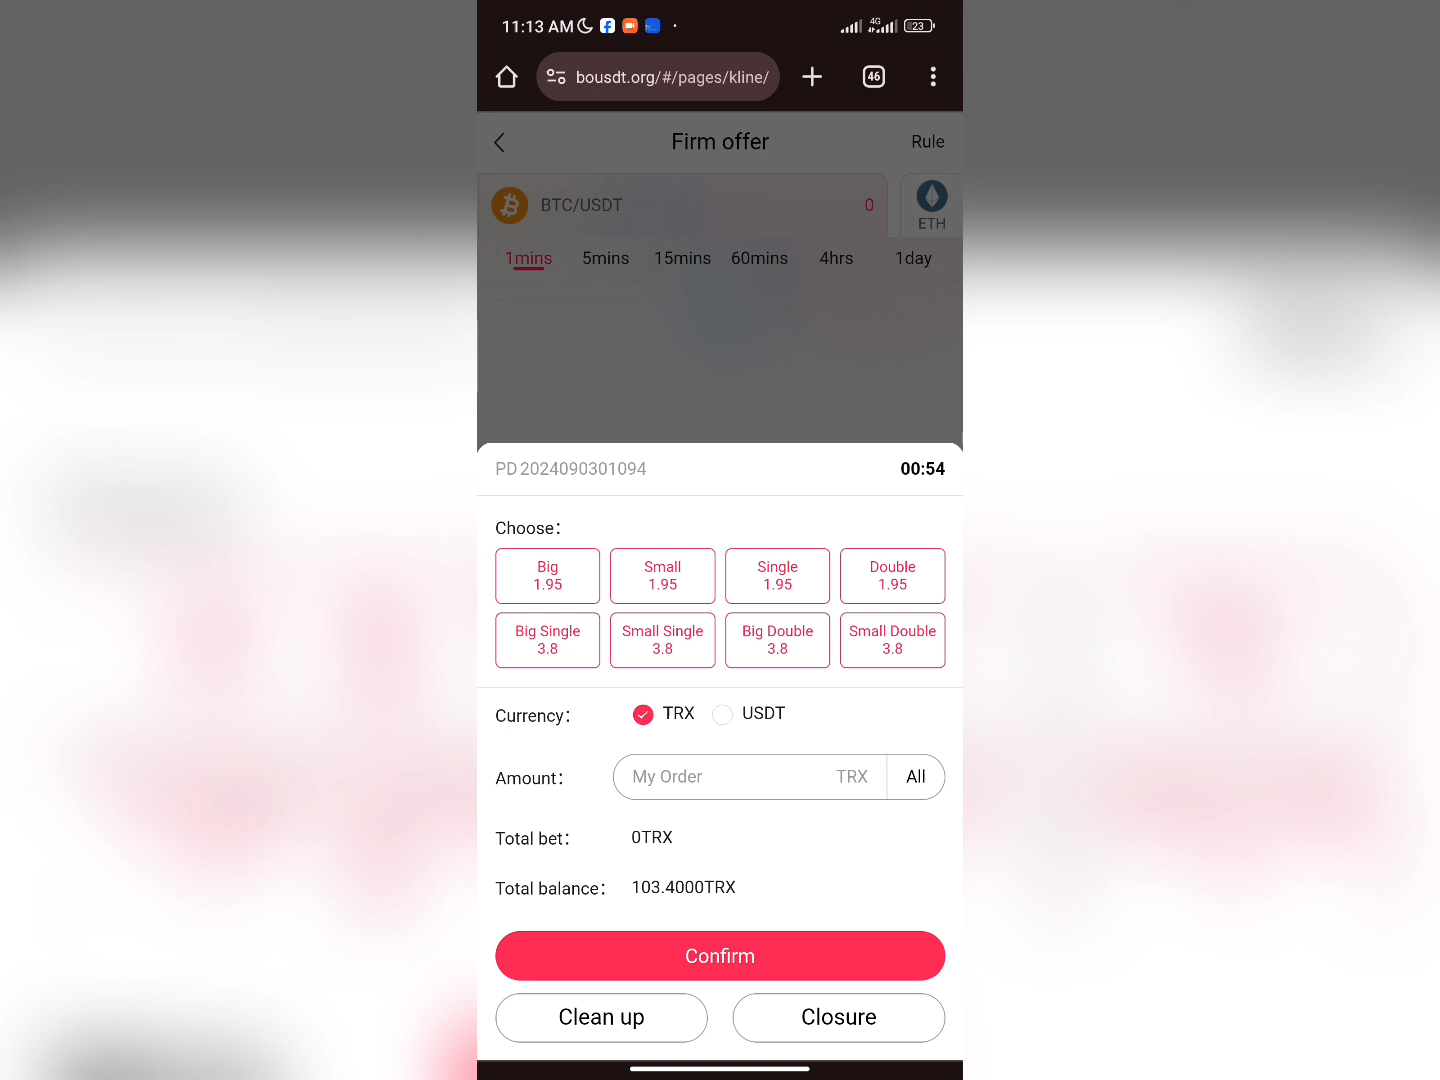 11:13 AM
4G
23
bousdt.org/#/pages/kline/
46
Firm offer
Rule
BTC/USDT
0
ETH
1mins
5mins
15mins
60mins
4hrs
1day
PD2024090301094
00:54
Choose：
Big
1.95
Small
1.95
Single
1.95
Double
1.95
Big Single
3.8
Small Single
3.8
Big Double
3.8
Small Double
3.8
Currency：
TRX
USDT
Amount：
My Order
TRX
All
Total bet：
0TRX
Total balance：
103.4000TRX
Confirm
Clean up
Closure